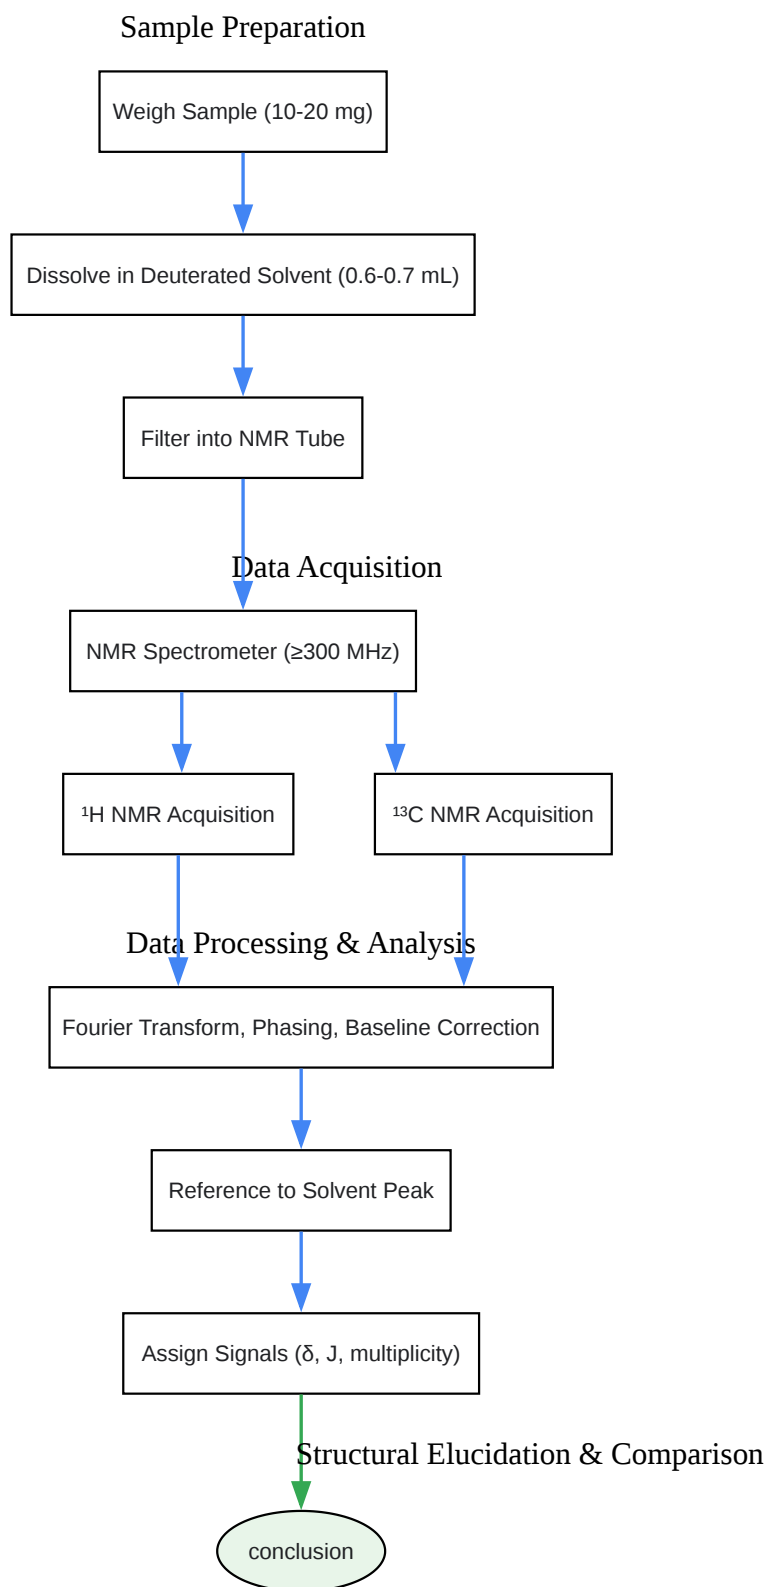 Sample Preparation
Weigh Sample (10-20 mg)
Dissolve in Deuterated Solvent (0.6-0.7 mL)
Filter into NMR Tube
Data Acquisition
NMR Spectrometer (≥300 MHz)
¹H NMR Acquisition
¹³C NMR Acquisition
Data Processing & Analysis
Fourier Transform, Phasing, Baseline Correction
Reference to Solvent Peak
Assign Signals (δ, J, multiplicity)
Structural Elucidation & Comparison
conclusion